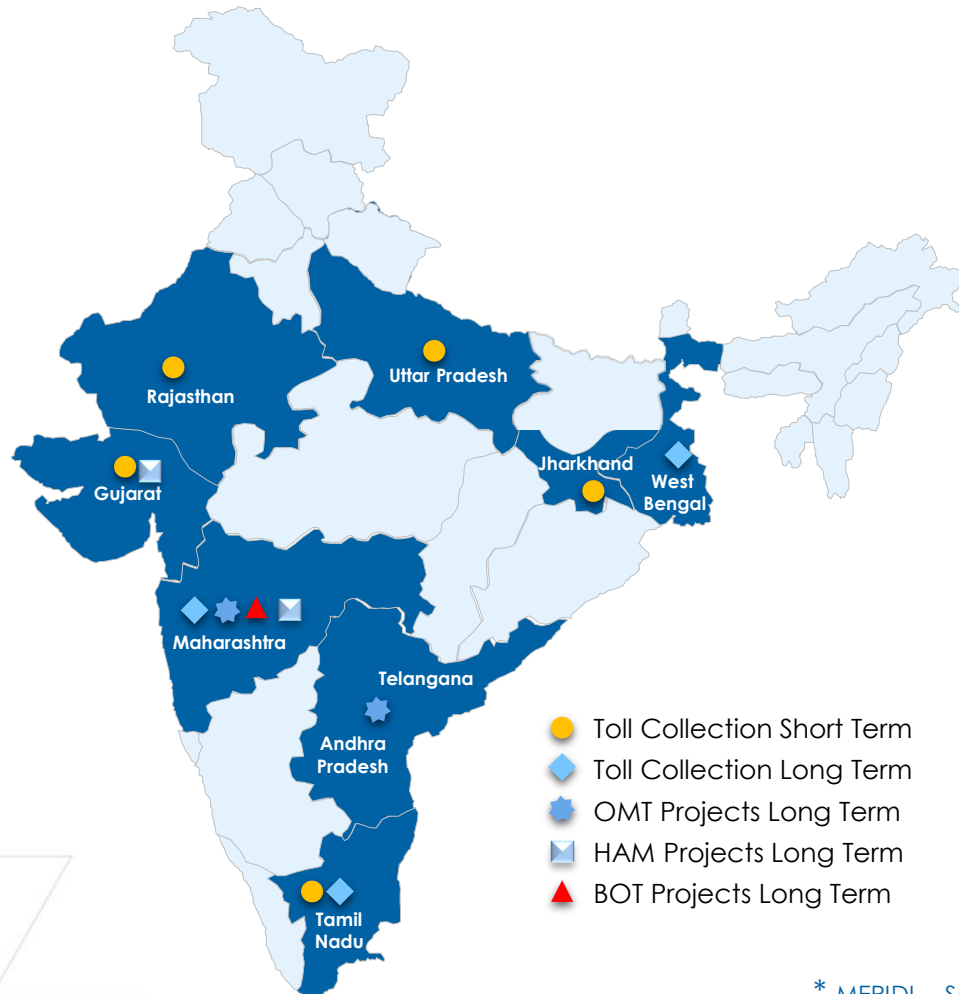 Rajasthan
Uttar Pradesh
Gujarat
Jharkhand
West
Bengal
Maharashtra
Telangana
Andhra
Pradesh
Tamil
Nadu
Toll Collection Short Term
Toll Collection Long Term
OMT Projects Long Term
HAM Projects Long Term
BOT Projects Long Term
*